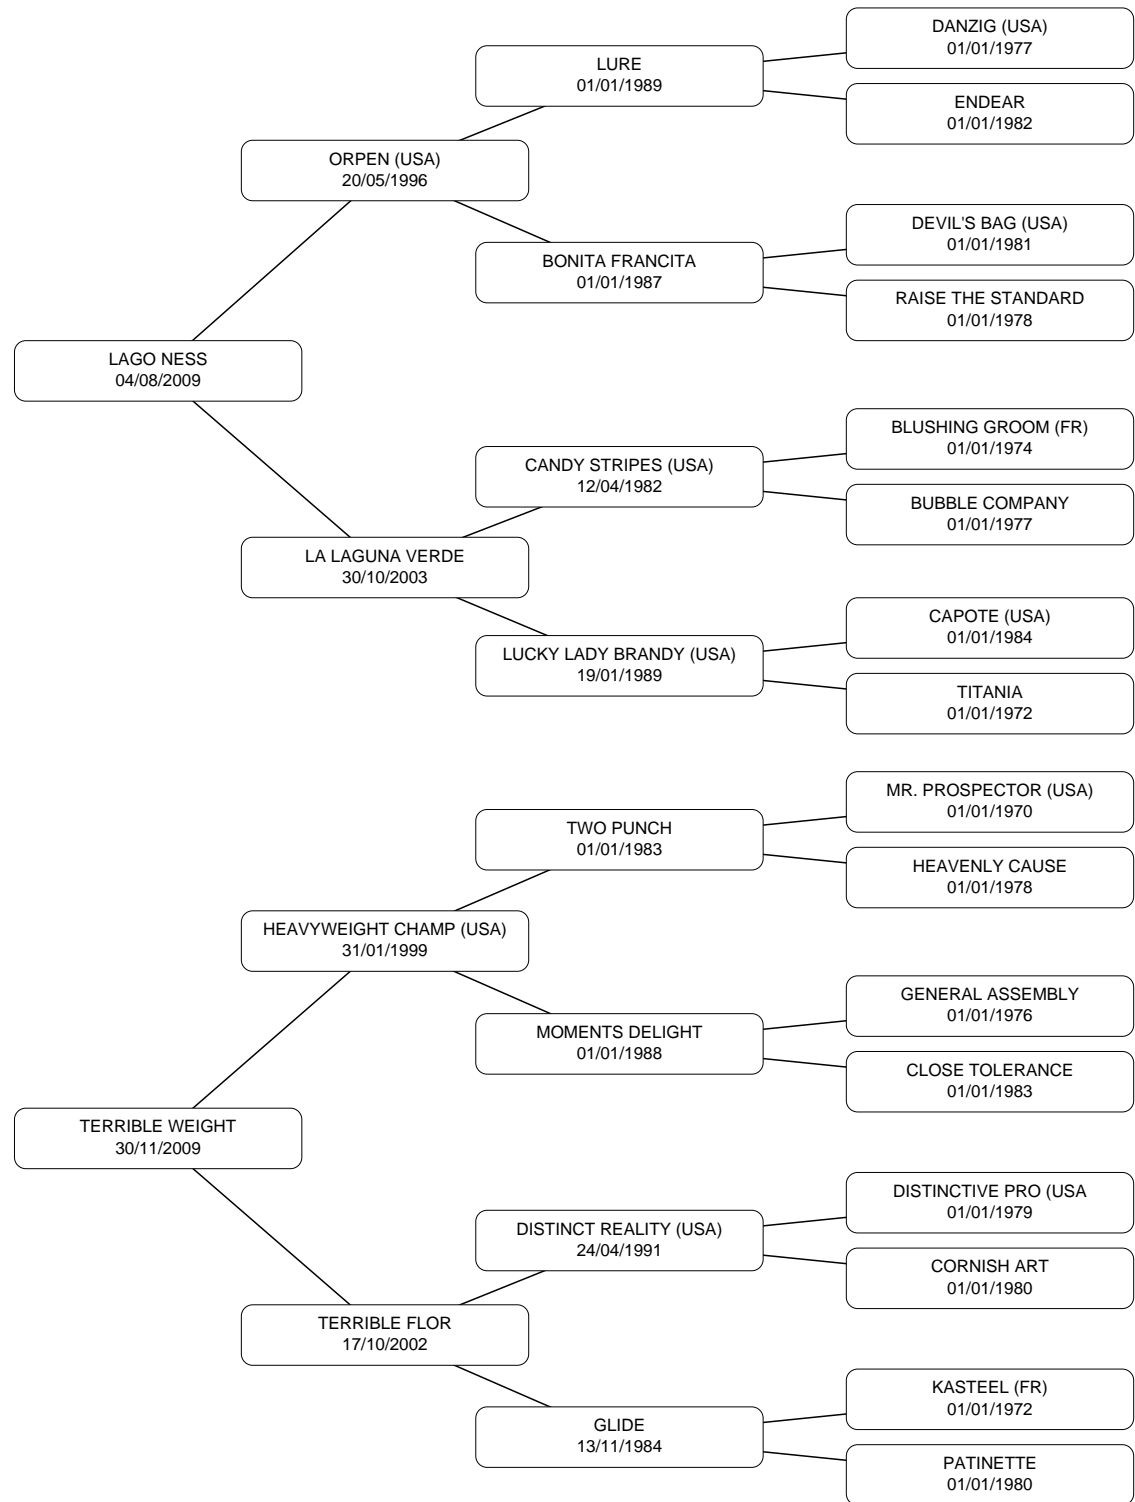 DANZIG (USA)
01/01/1977
LURE
01/01/1989
ENDEAR
01/01/1982
ORPEN (USA)
20/05/1996
DEVIL'S BAG (USA)
01/01/1981
BONITA FRANCITA
01/01/1987
RAISE THE STANDARD
01/01/1978
LAGO NESS
04/08/2009
BLUSHING GROOM (FR)
01/01/1974
CANDY STRIPES (USA)
12/04/1982
BUBBLE COMPANY
01/01/1977
LA LAGUNA VERDE
30/10/2003
CAPOTE (USA)
01/01/1984
LUCKY LADY BRANDY (USA)
19/01/1989
TITANIA
01/01/1972
MR. PROSPECTOR (USA)
01/01/1970
TWO PUNCH
01/01/1983
HEAVENLY CAUSE
01/01/1978
HEAVYWEIGHT CHAMP (USA)
31/01/1999
GENERAL ASSEMBLY
01/01/1976
MOMENTS DELIGHT
01/01/1988
CLOSE TOLERANCE
01/01/1983
TERRIBLE WEIGHT
30/11/2009
DISTINCTIVE PRO (USA
01/01/1979
DISTINCT REALITY (USA)
24/04/1991
CORNISH ART
01/01/1980
TERRIBLE FLOR
17/10/2002
KASTEEL (FR)
01/01/1972
GLIDE
13/11/1984
PATINETTE
01/01/1980